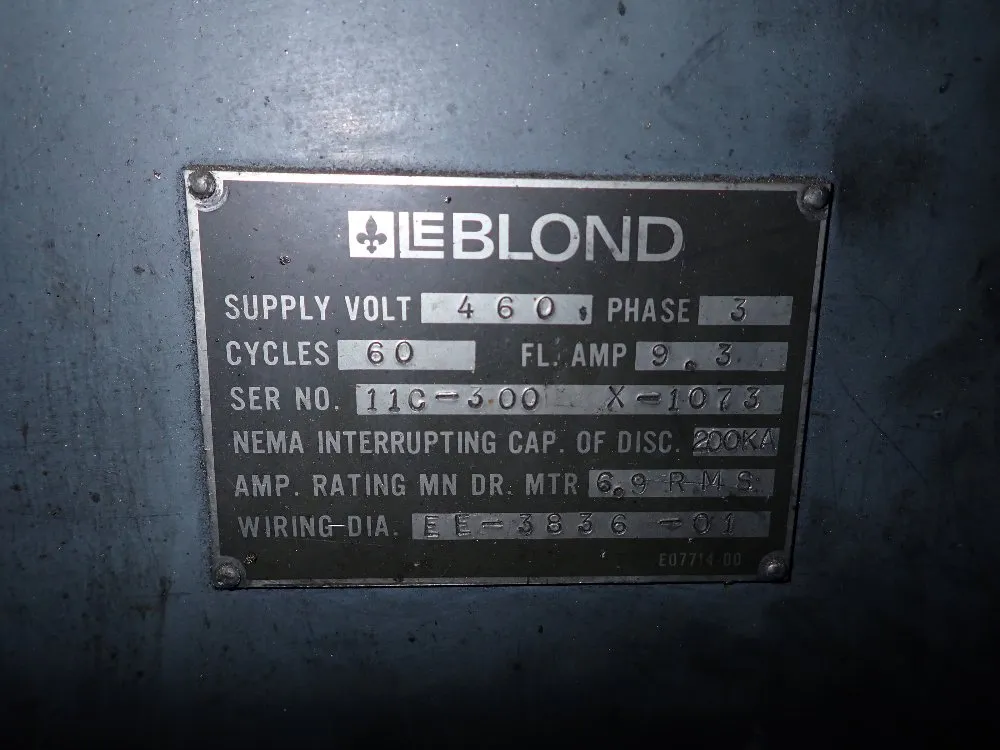 LEBLOND
SUPPLY VOLT 460. PHASE 3
CYCLES 60 FL. AMP 9.3
SER NO. 11C-300 X-1073
NEMA INTERRUPTING CAP. OF DISC. 200KA
AMP. RATING MN DR. MTR 6.9 RMS
WIRING DIA. EE-3836-01
E07714-00